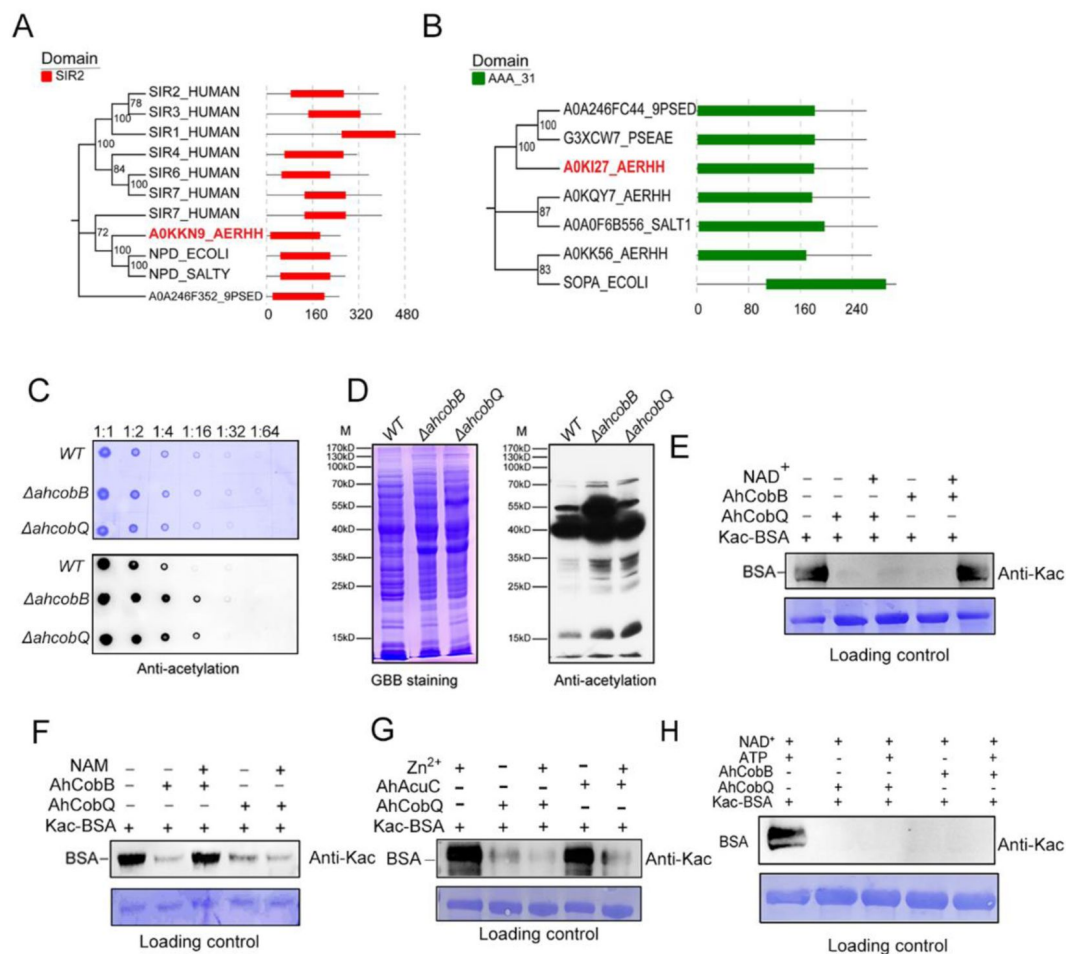 A
Domain
SIR2
SIR2_HUMAN
SIR3_HUMAN
SIR1_HUMAN
SIR4_HUMAN
SIR6_HUMAN
SIR7_HUMAN
SIR7_HUMAN
A0KKN9_AERHH
NPD_ECOLI
NPD_SALTY
A0A246F352_9PSED
78
100
100
84
100
72
100
100
0 160 320 480
B
Domain
AAA_31
A0A246FC44_9PSED
G3XCW7_PSEAE
A0KI27_AERHH
A0KQY7_AERHH
A0A0F6B556_SALT1
A0KK56_AERHH
SOPA_ECOLI
100
100
87
83
0 80 160 240
C
1:1 1:2 1:4 1:16 1:32 1:64
WT
ΔahcobB
ΔahcobQ
WT
ΔahcobB
ΔahcobQ
Anti-acetylation
D
M WT ΔahcobB ΔahcobQ
170kD
130kD
100kD
70kD
55kD
40kD
35kD
25kD
15kD
GBB staining
M WT ΔahcobB ΔahcobQ
170kD
130kD
100kD
70kD
55kD
40kD
35kD
25kD
15kD
Anti-acetylation
E
NAD+ – – + – +
AhCobB – – – + +
AhCobQ – + + – –
Kac-BSA + + + + + +
BSA– Anti-Kac
Loading control
F
NAM – – + – +
AhCobB – + + – –
AhCobQ – – – + +
Kac-BSA + + + + +
BSA– Anti-Kac
Loading control
G
Zn2+ + – + – +
AhAcuC – – – + +
AhCobQ – + + – –
Kac-BSA + + + + +
BSA– Anti-Kac
Loading control
H
NAD+ + + + + +
ATP + – + – +
AhCobB – – – + +
AhCobQ – + + – –
Kac-BSA + + + + +
BSA Anti-Kac
Loading control